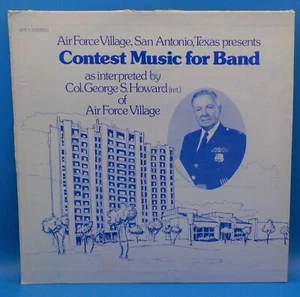 Air Force Village, San Antonio, Texas presents
Contest Music for Band
as interpreted by
Col. George S. Howard (ret.)
of
Air Force Village